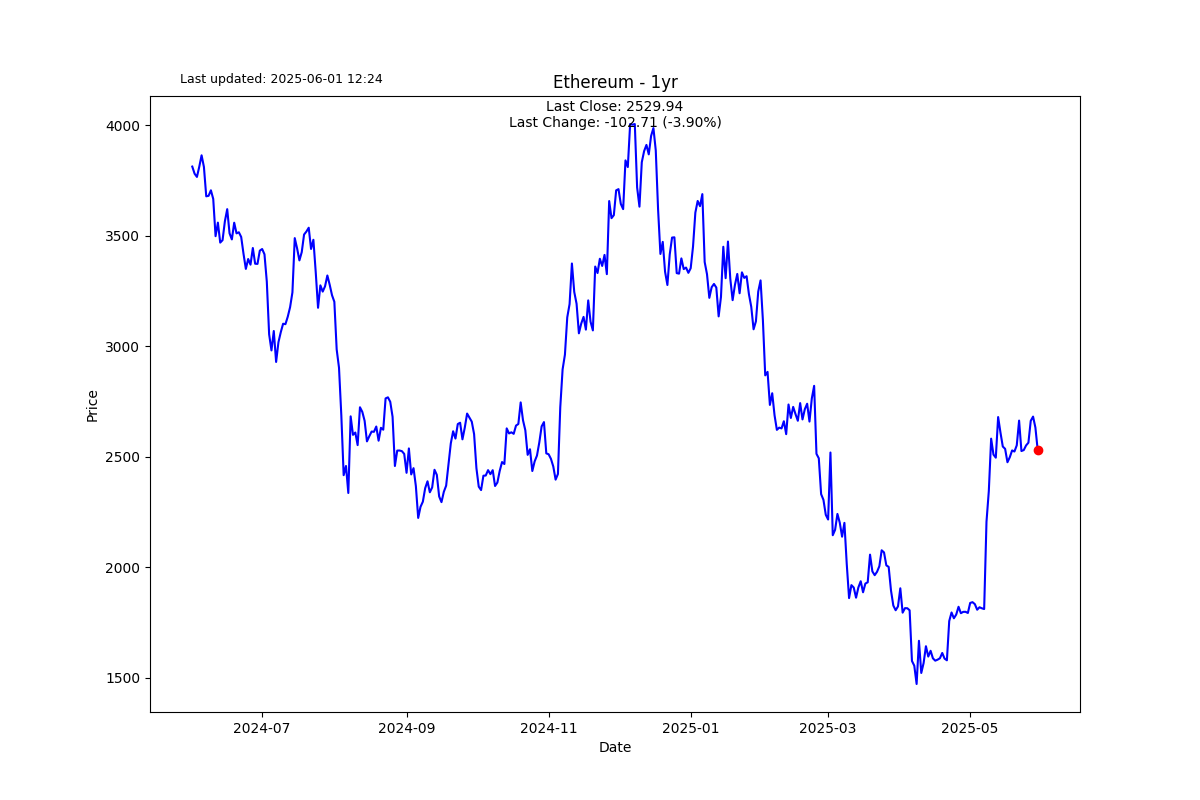 Last updated: 2025-06-01 12:24
Ethereum - 1yr
Last Close: 2529.94
Last Change: -102.71 (-3.90%)
4000
3500
3000
2500
2000
1500
Price
2024-07
2024-09
2024-11
2025-01
2025-03
2025-05
Date